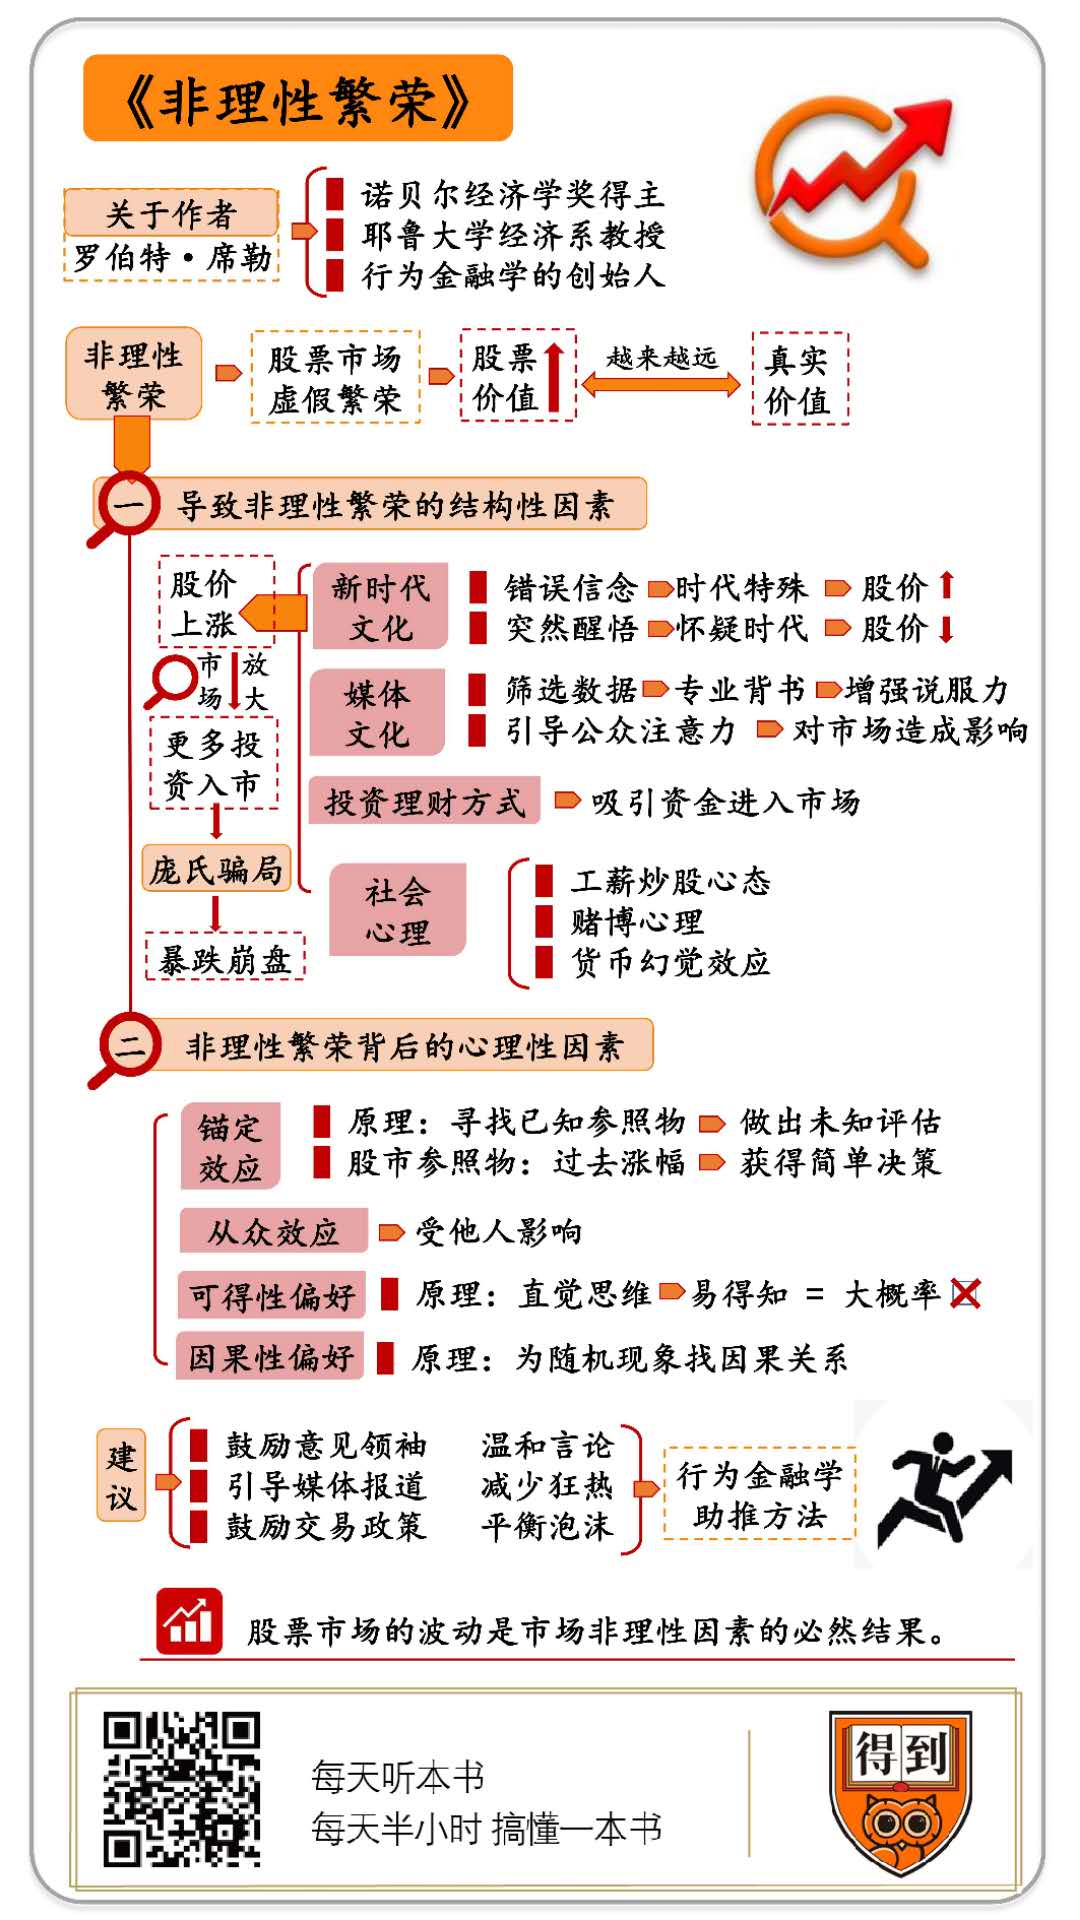 《非理性繁荣》
关于作者
罗伯特·席勒
诺贝尔经济学奖得主
耶鲁大学经济系教授
行为金融学的创始人
非理性
繁荣
股票市场
虚假繁荣
股票
价值
越来越远
真实
价值
一 导致非理性繁荣的结构性因素
股价
上涨
市场 放大
更多投
资入市
庞氏骗局
暴跌崩盘
新时代
文化
错误信念 时代特殊 股价
突然醒悟 怀疑时代 股价
媒体
文化
筛选数据 专业背书 增强说服力
引导公众注意力 对市场造成影响
投资理财方式 吸引资金进入市场
社会
心理
工薪炒股心态
赌博心理
货币幻觉效应
二 非理性繁荣背后的心理性因素
锚定
效应
原理：寻找已知参照物 做出未知评估
股市参照物：过去涨幅 获得简单决策
从众效应 受他人影响
可得性偏好 原理：直觉思维 易得知 = 大概率
因果性偏好 原理：为随机现象找因果关系
建
议
鼓励意见领袖 温和言论
引导媒体报道 减少狂热
鼓励交易政策 平衡泡沫
行为金融学
助推方法
股票市场的波动是市场非理性因素的必然结果。
每天听本书
每天半小时 搞懂一本书
得到